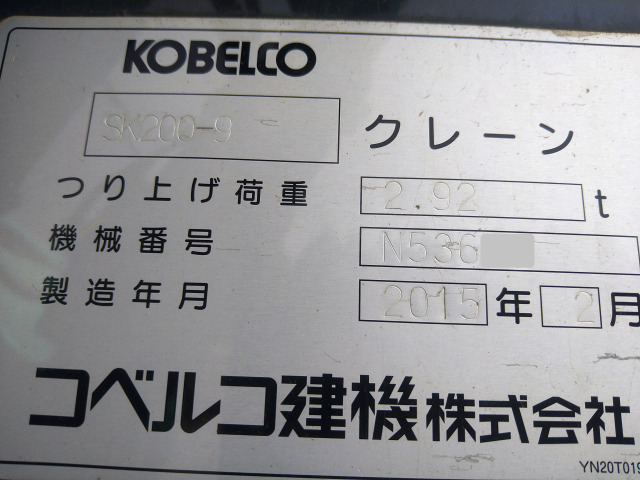 KOBELCO
SK200-9 クレーン
つり上げ荷重 2.92 t
機械番号 N536
製造年月 2015 年 2 月
コベルコ建機株式会社
YN20T019